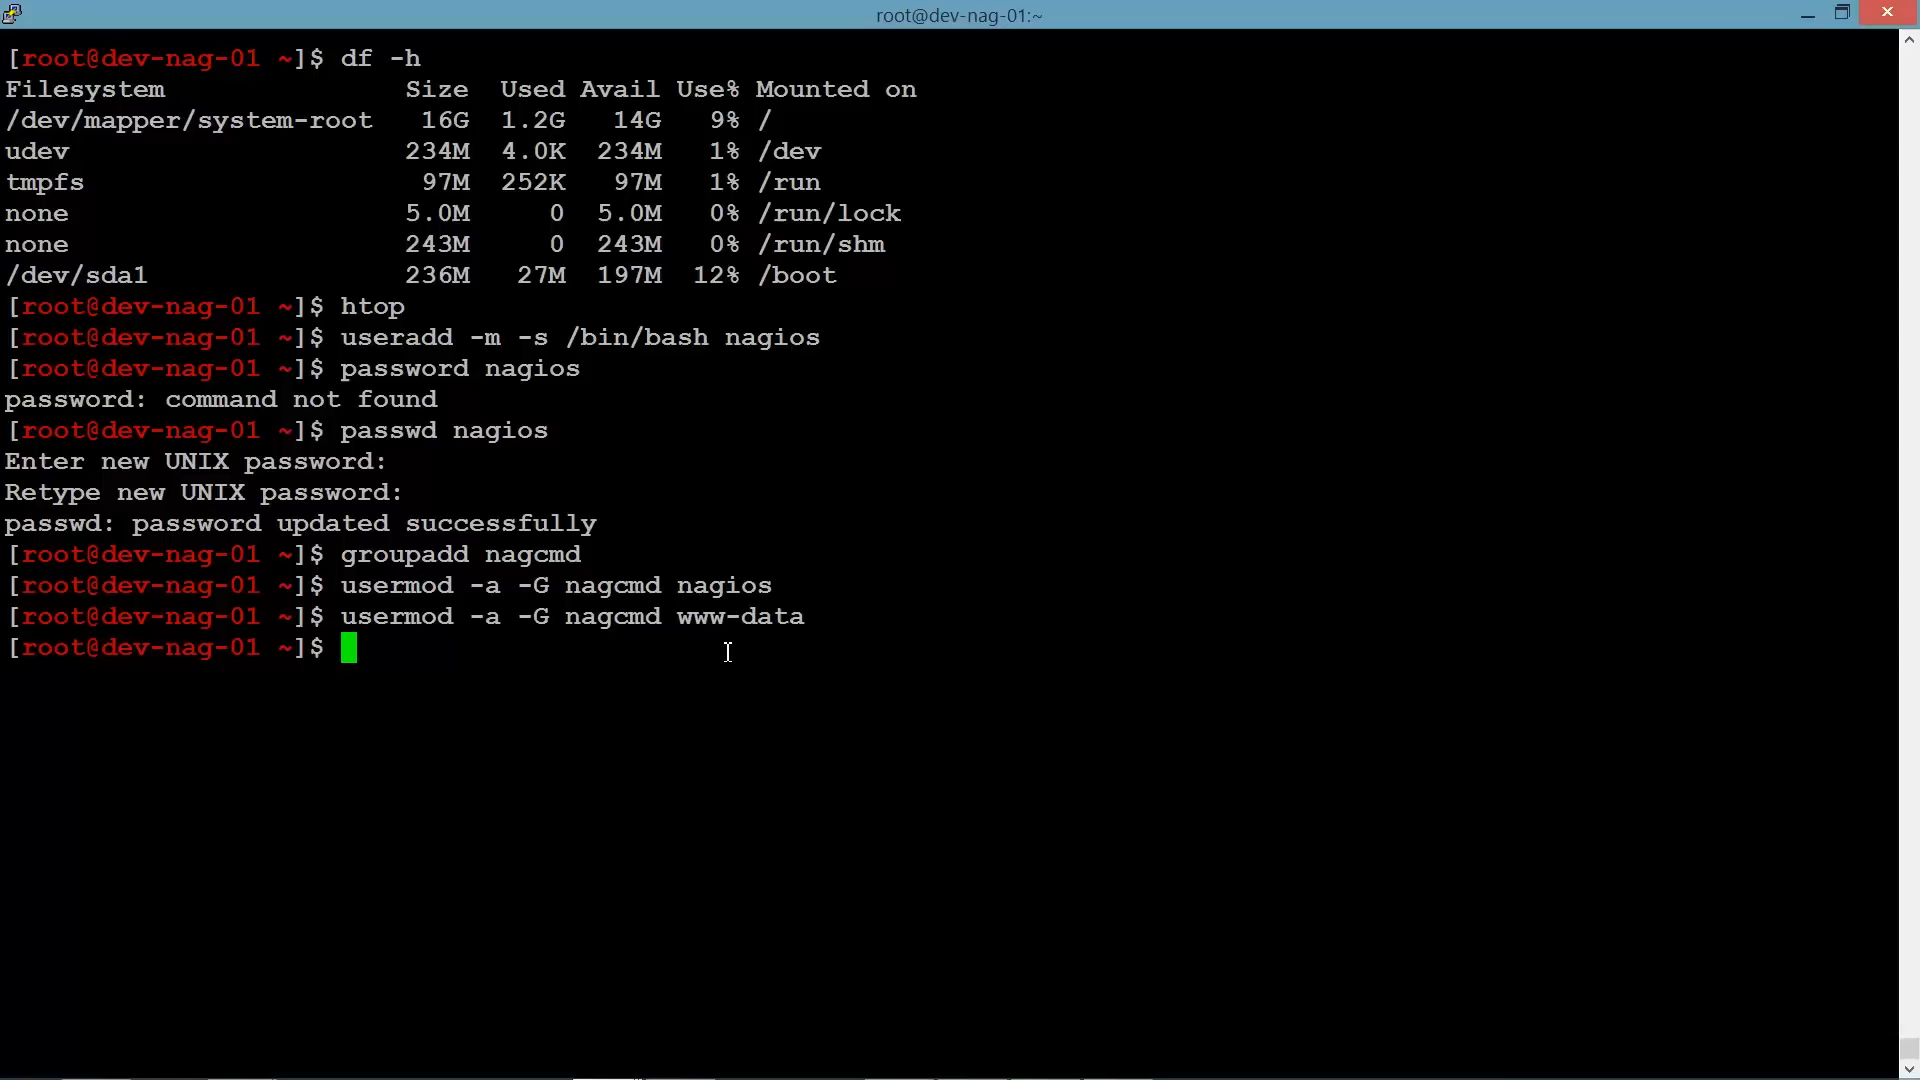 root@dev-nag-01:~
[root@dev-nag-01 ~]$ df -h
Filesystem               Size  Used Avail Use% Mounted on
/dev/mapper/system-root   16G  1.2G   14G   9% /
udev                     234M  4.0K  234M   1% /dev
tmpfs                     97M  252K   97M   1% /run
none                     5.0M     0  5.0M   0% /run/lock
none                     243M     0  243M   0% /run/shm
/dev/sda1                236M   27M  197M  12% /boot
[root@dev-nag-01 ~]$ htop
[root@dev-nag-01 ~]$ useradd -m -s /bin/bash nagios
[root@dev-nag-01 ~]$ password nagios
password: command not found
[root@dev-nag-01 ~]$ passwd nagios
Enter new UNIX password:
Retype new UNIX password:
passwd: password updated successfully
[root@dev-nag-01 ~]$ groupadd nagcmd
[root@dev-nag-01 ~]$ usermod -a -G nagcmd nagios
[root@dev-nag-01 ~]$ usermod -a -G nagcmd www-data
[root@dev-nag-01 ~]$